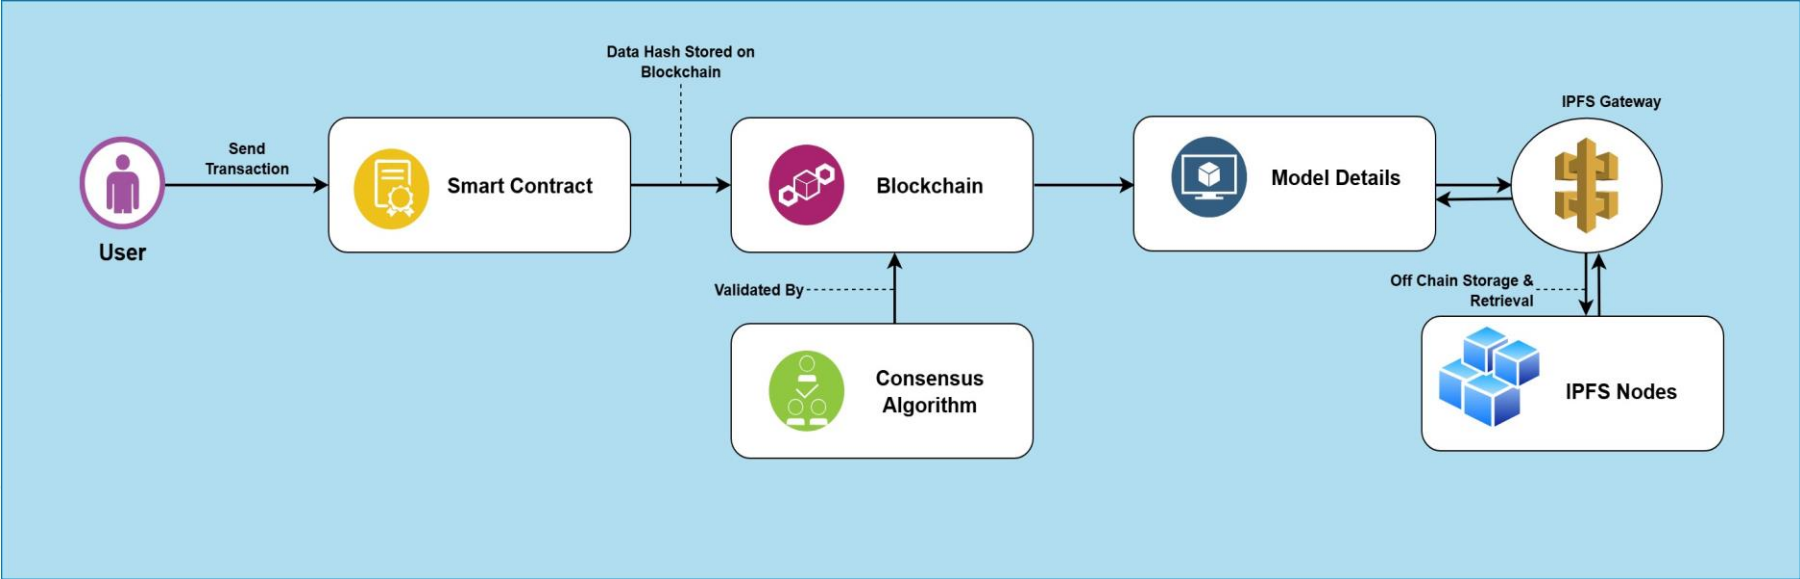 Data Hash Stored on
Blockchain
IPFS Gateway
Send
Transaction
Smart Contract
Blockchain
Model Details
User
Validated By
Off Chain Storage &
Retrieval
Consensus
Algorithm
IPFS Nodes